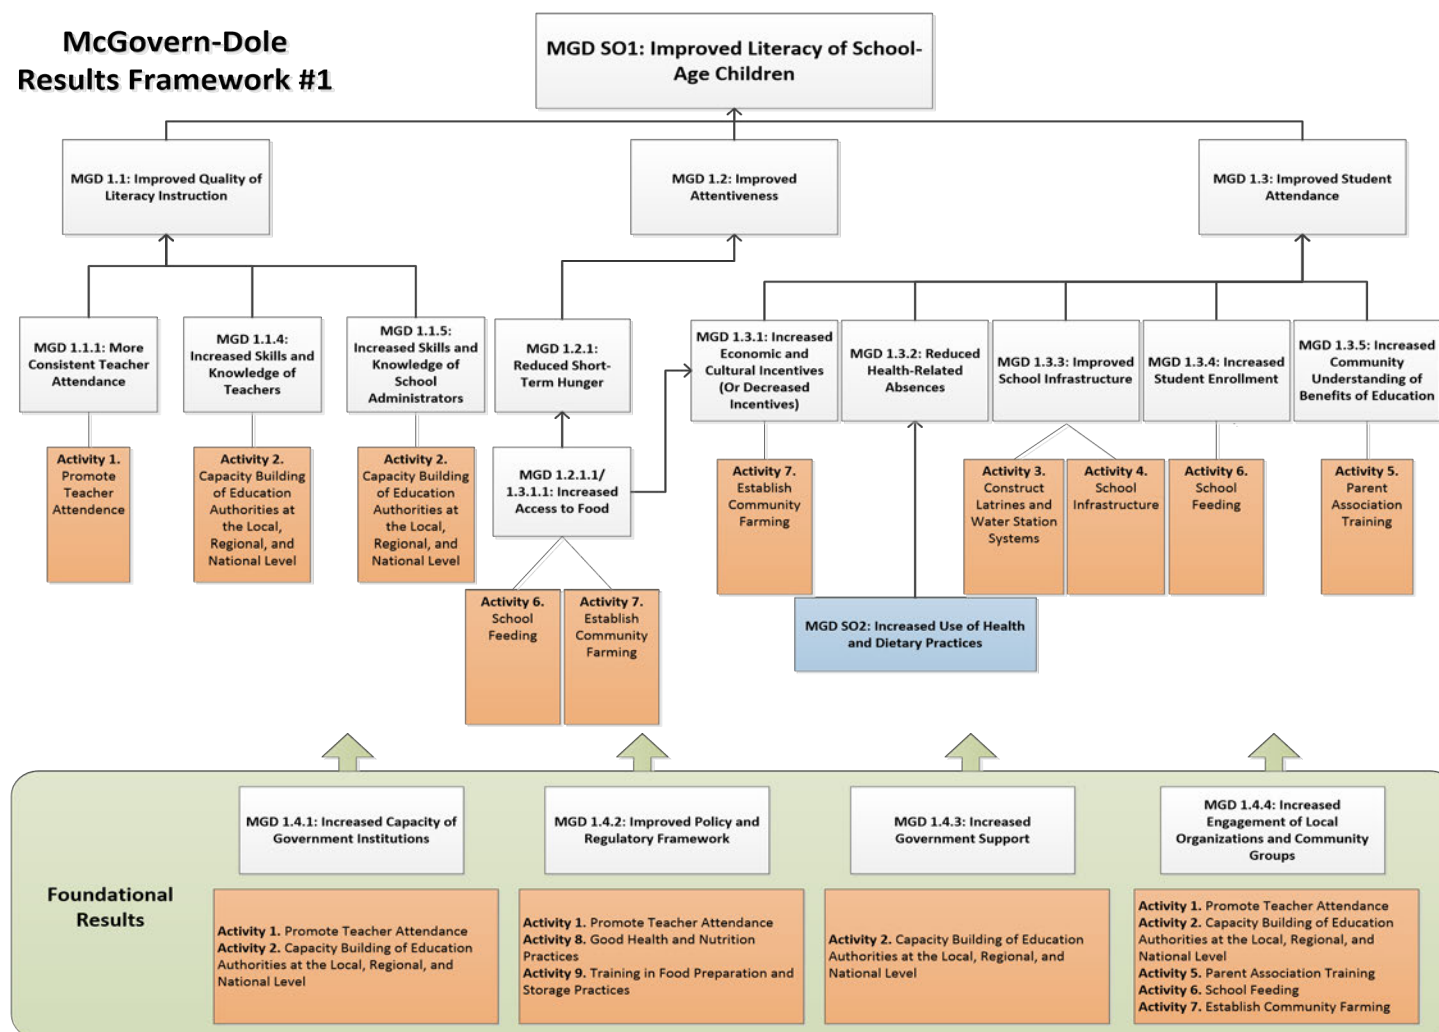 McGovern-Dole
Results Framework #1
MGD SO1: Improved Literacy of School-
Age Children
MGD 1.1: Improved Quality of
Literacy Instruction
MGD 1.2: Improved
Attentiveness
MGD 1.3: Improved Student
Attendance
MGD 1.1.1: More
Consistent Teacher
Attendance
MGD 1.1.4:
Increased Skills and
Knowledge of
Teachers
MGD 1.1.5:
Increased Skills and
Knowledge of
School
Administrators
MGD 1.2.1:
Reduced Short-
Term Hunger
MGD 1.3.1: Increased
Economic and
Cultural Incentives
(Or Decreased
Incentives)
MGD 1.3.2: Reduced
Health-Related
Absences
MGD 1.3.3: Improved
School Infrastructure
MGD 1.3.4: Increased
Student Enrollment
MGD 1.3.5: Increased
Community
Understanding of
Benefits of Education
Activity 1.
Promote
Teacher
Attendence
Activity 2.
Capacity Building
of Education
Authorities at
the Local,
Regional, and
National Level
Activity 2.
Capacity Building
of Education
Authorities at
the Local,
Regional, and
National Level
MGD 1.2.1.1/
1.3.1.1: Increased
Access to Food
Activity 7.
Establish
Community
Farming
Activity 3.
Construct
Latrines and
Water Station
Systems
Activity 4.
School
Infrastructure
Activity 6.
School
Feeding
Activity 5.
Parent
Association
Training
Activity 6.
School
Feeding
Activity 7.
Establish
Community
Farming
MGD SO2: Increased Use of Health
and Dietary Practices
Foundational
Results
MGD 1.4.1: Increased Capacity of
Government Institutions
MGD 1.4.2: Improved Policy and
Regulatory Framework
MGD 1.4.3: Increased
Government Support
MGD 1.4.4: Increased
Engagement of Local
Organizations and Community
Groups
Activity 1. Promote Teacher Attendance
Activity 2. Capacity Building of Education
Authorities at the Local, Regional, and
National Level
Activity 1. Promote Teacher Attendance
Activity 8. Good Health and Nutrition
Practices
Activity 9. Training in Food Preparation and
Storage Practices
Activity 2. Capacity Building of Education
Authorities at the Local, Regional, and
National Level
Activity 1. Promote Teacher Attendance
Activity 2. Capacity Building of Education
Authorities at the Local, Regional, and
National Level
Activity 5. Parent Association Training
Activity 6. School Feeding
Activity 7. Establish Community Farming